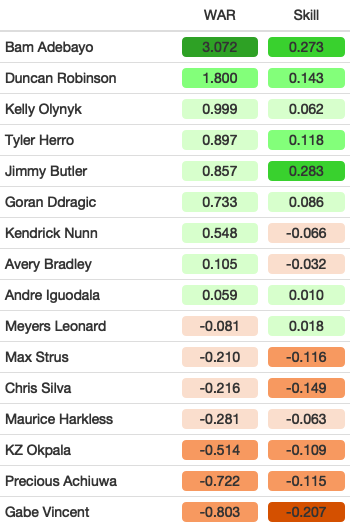 WAR Skill
Bam Adebayo 3.072 0.273
Duncan Robinson 1.800 0.143
Kelly Olynyk 0.999 0.062
Tyler Herro 0.897 0.118
Jimmy Butler 0.857 0.283
Goran Ddragic 0.733 0.086
Kendrick Nunn 0.548 -0.066
Avery Bradley 0.105 -0.032
Andre Iguodala 0.059 0.010
Meyers Leonard -0.081 0.018
Max Strus -0.210 -0.116
Chris Silva -0.216 -0.149
Maurice Harkless -0.281 -0.063
KZ Okpala -0.514 -0.109
Precious Achiuwa -0.722 -0.115
Gabe Vincent -0.803 -0.207